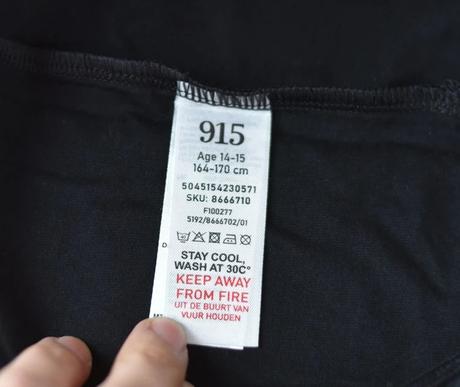 915
Age 14-15
164-170 cm
5045154230571
SKU: 8666710
F100277
5192/8666702/01
D
STAY COOL,
WASH AT 30C°
KEEP AWAY
FROM FIRE
UIT DE BUURT VAN
VUUR HOUDEN